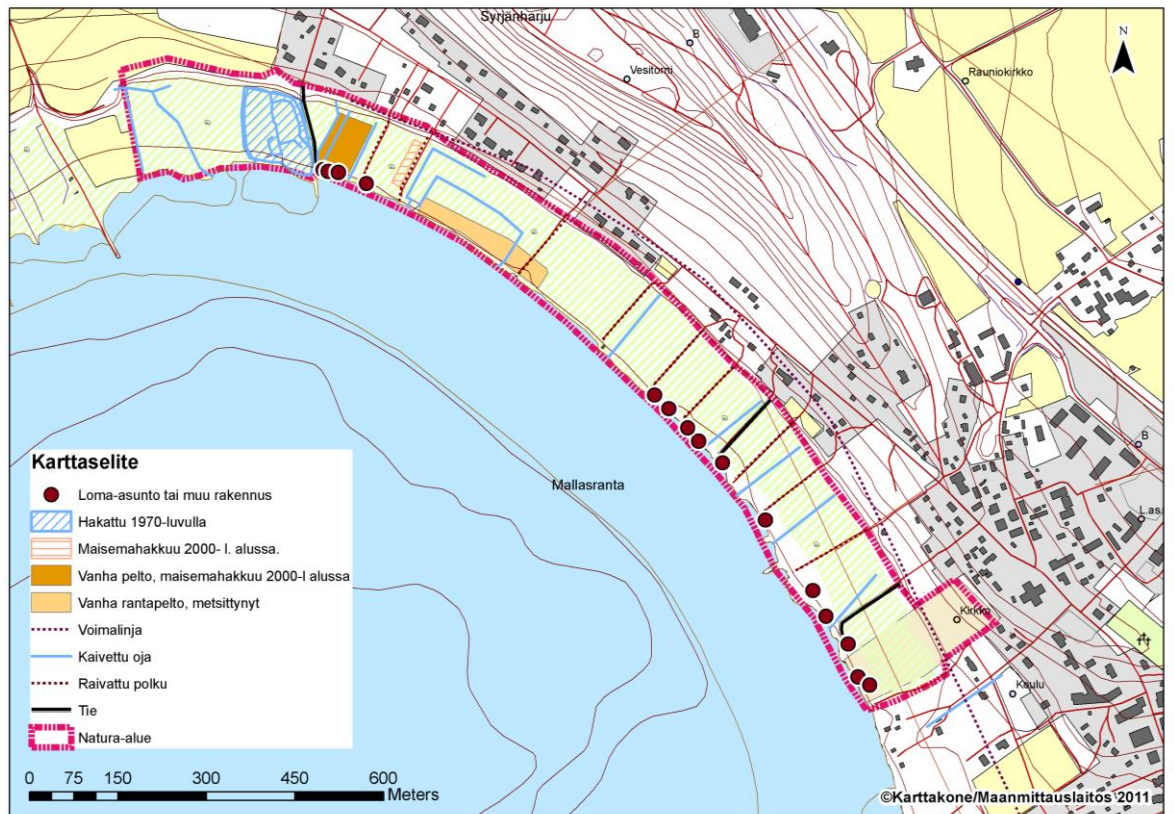 Syrjänharju
N
B
Vesitorni
Rauniokirkko
Mallasranta
B
L.as
Kirkko
Koulu
Karttaselite
Loma-asunto tai muu rakennus
Hakattu 1970-luvulla
Maisemahakkuu 2000- l. alussa.
Vanha pelto, maisemahakkuu 2000-l alussa
Vanha rantapelto, metsittynyt
Voimalinja
Kaivettu oja
Raivattu polku
Tie
Natura-alue
0 75 150 300 450 600
Meters
©Karttakone/Maanmittauslaitos 2011